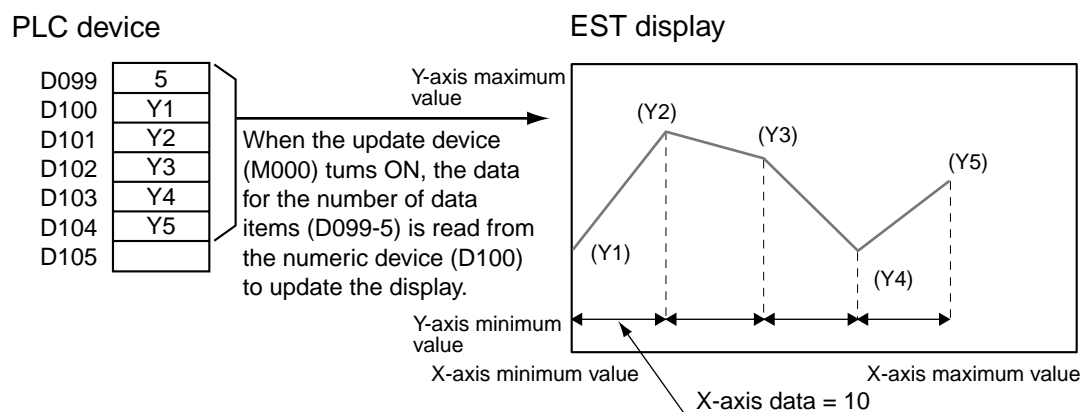 PLC device
EST display
D099 5
D100 Y1
D101 Y2
D102 Y3
D103 Y4
D104 Y5
D105
When the update device
(M000) tums ON, the data
for the number of data
items (D099-5) is read from
the numeric device (D100)
to update the display.
Y-axis maximum
value
(Y1)
(Y2)
(Y3)
(Y4)
(Y5)
Y-axis minimum
value
X-axis minimum value
X-axis maximum value
X-axis data = 10